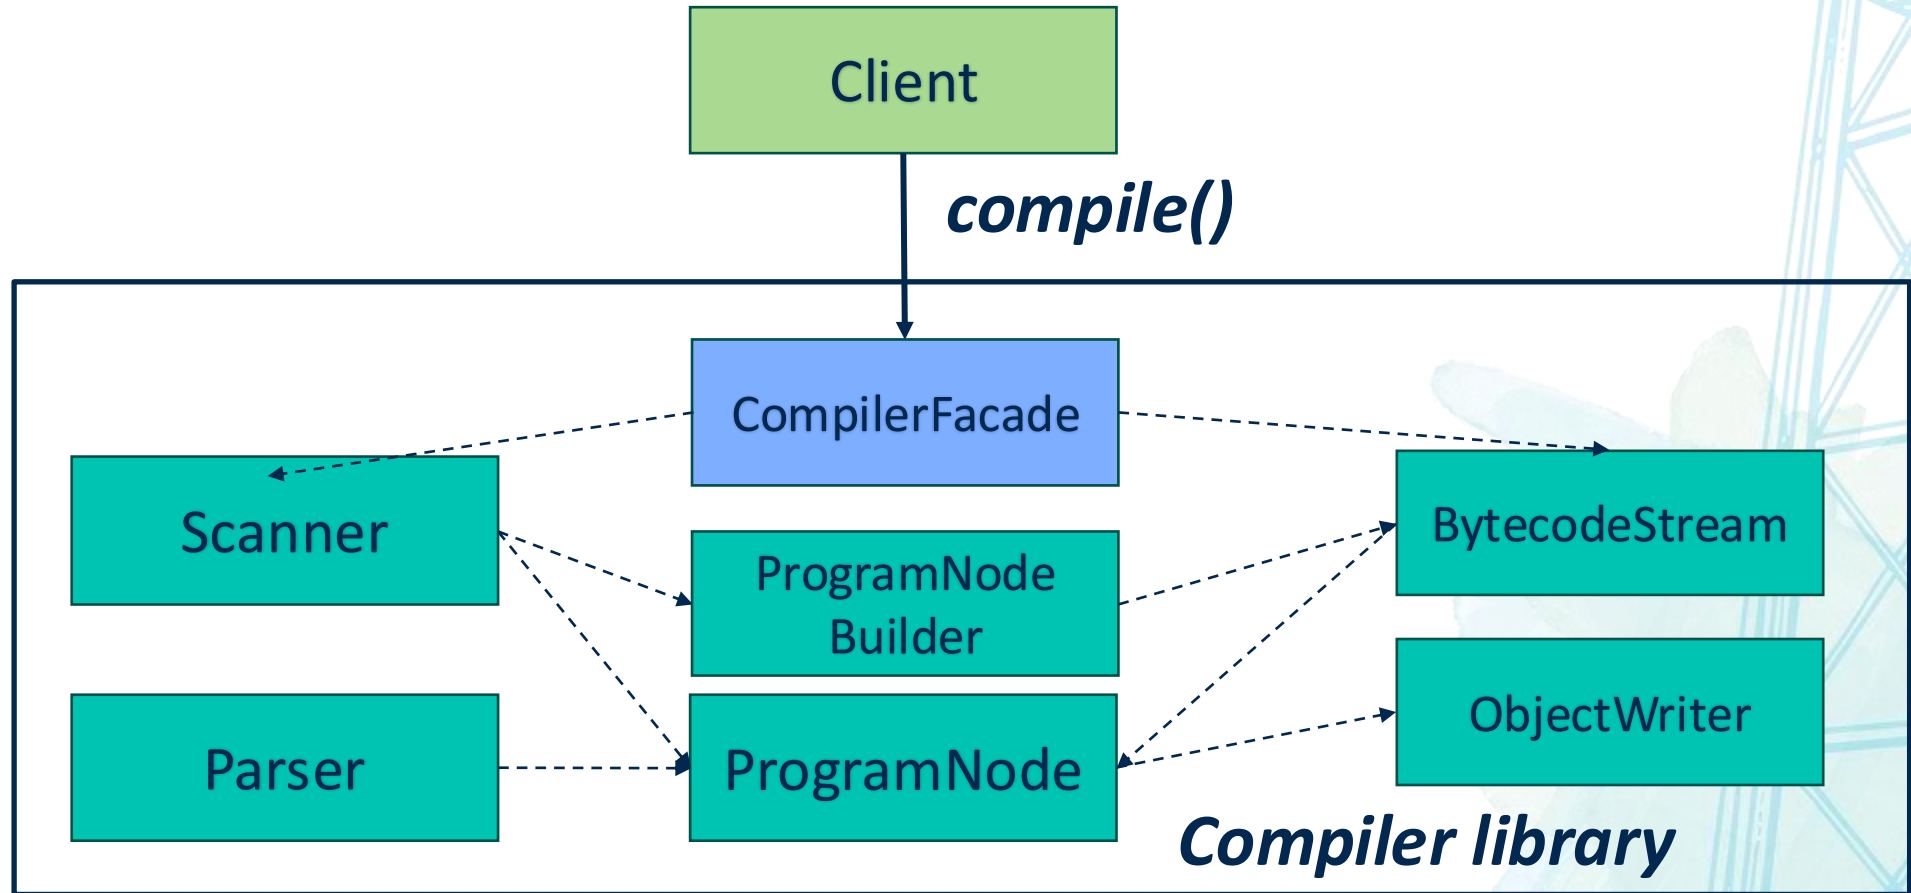 Client
compile()
CompilerFacade
Scanner
ProgramNode
Builder
BytecodeStream
Parser
ProgramNode
ObjectWriter
Compiler library